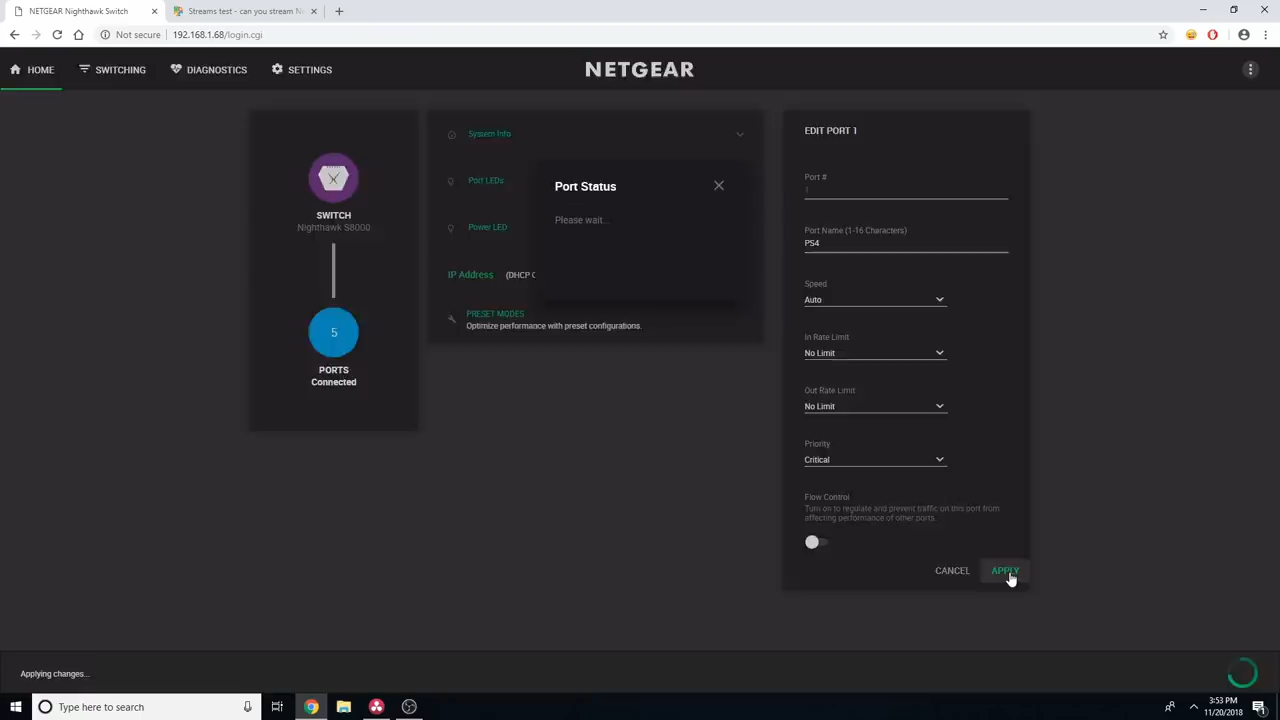 NETGEAR Nighthawk Switch
Streams test - can you stream Ne
Not secure
192.168.1.68/login.cgi
HOME
SWITCHING
DIAGNOSTICS
SETTINGS
NETGEAR
SWITCH
Nighthawk S8000
5
PORTS
Connected
System Info
Port LEDs
Power LED
IP Address (DHCP
PRESET MODES
Optimize performance with preset configurations.
Port Status
Please wait...
EDIT PORT 1
Port #
1
Port Name (1-16 Characters)
PS4
Speed
Auto
In Rate Limit
No Limit
Out Rate Limit
No Limit
Priority
Critical
Flow Control
Turn on to regulate and prevent traffic on this port from
affecting performance of other ports.
CANCEL
APPLY
Applying changes...
Type here to search
3:53 PM
11/20/2018